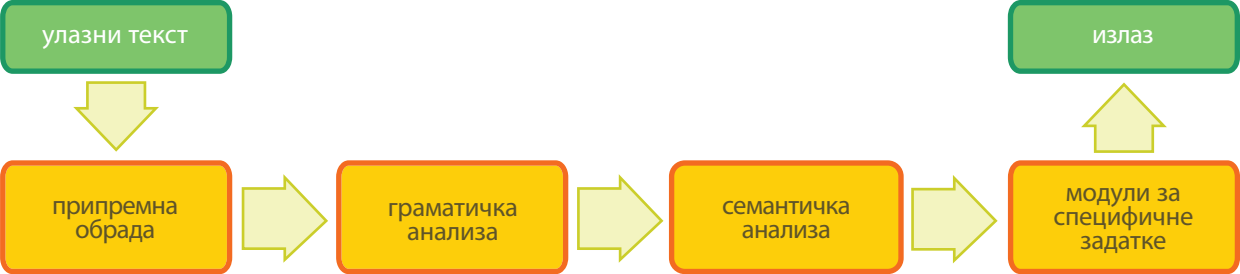 улазни текст
излаз
припремна
обрада
граматичка
анализа
семантичка
анализа
модули за
специфичне
задатке